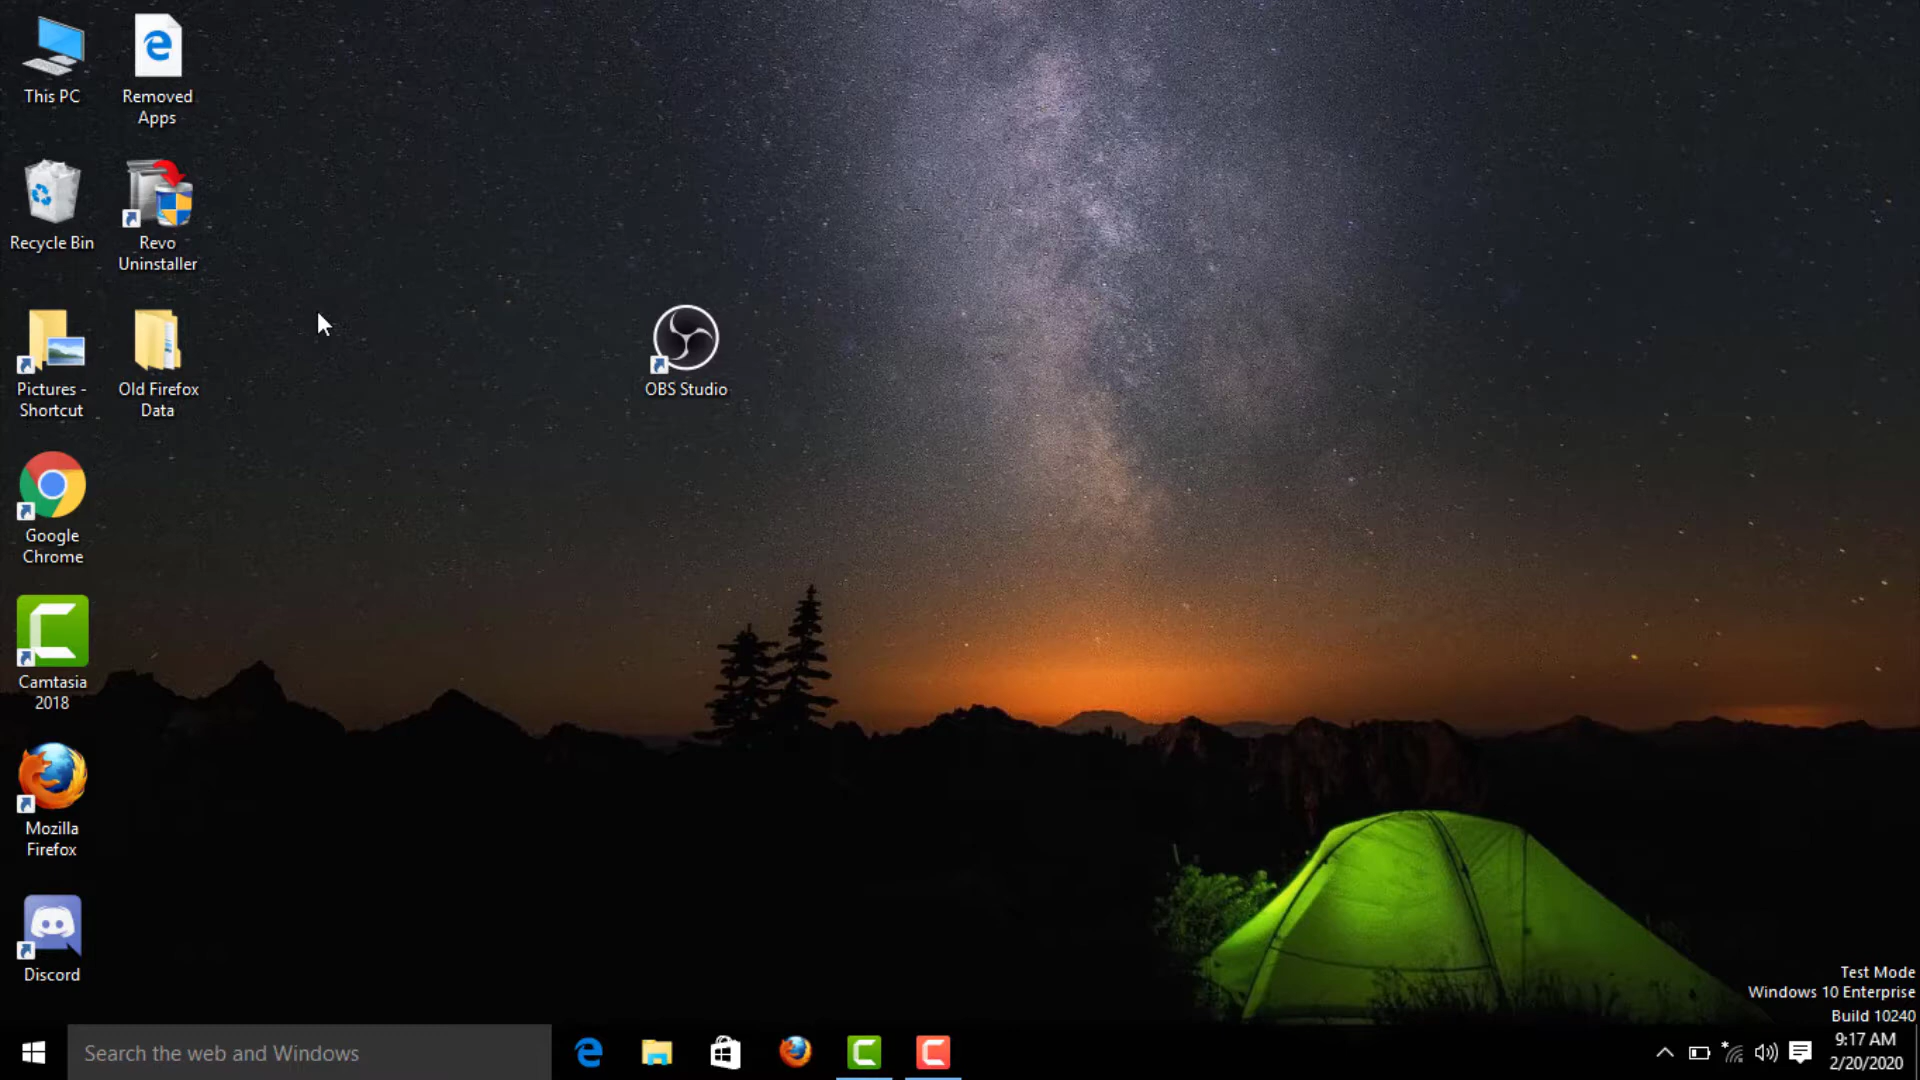 This PC
Removed
Apps
Recycle Bin
Revo
Uninstaller
Pictures -
Shortcut
Old Firefox
Data
OBS Studio
Google
Chrome
Camtasia
2018
Mozilla
Firefox
Discord
Test Mode
Windows 10 Enterprise
Build 10240
Search the web and Windows
9:17 AM
2/20/2020